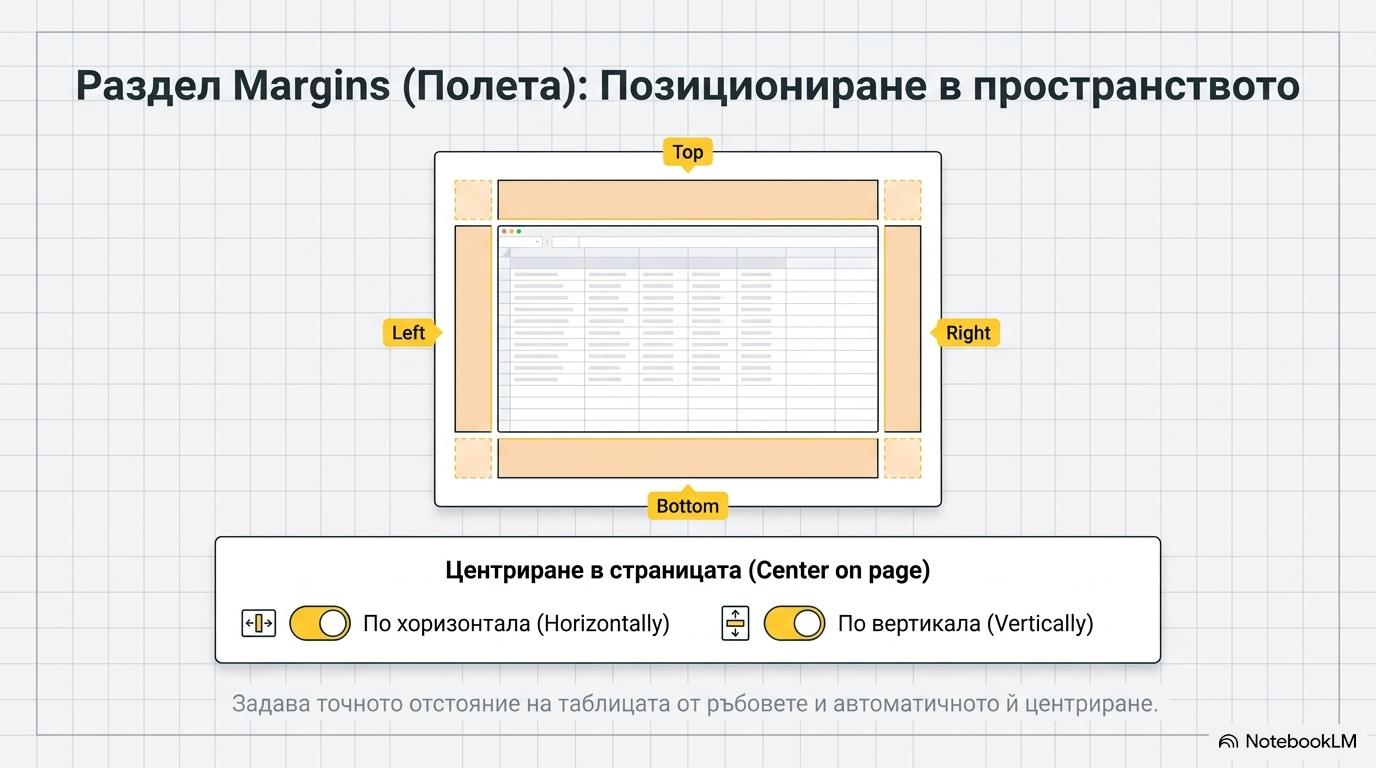 Раздел Margins (Полета): Позициониране в пространството
Top
Left
Right
Bottom
Центриране в страницата (Center on page)
По хоризонтала (Horizontally)
По вертикала (Vertically)
Задава точното отстояние на таблицата от ръбовете и автоматичното й центриране.
NotebookLM